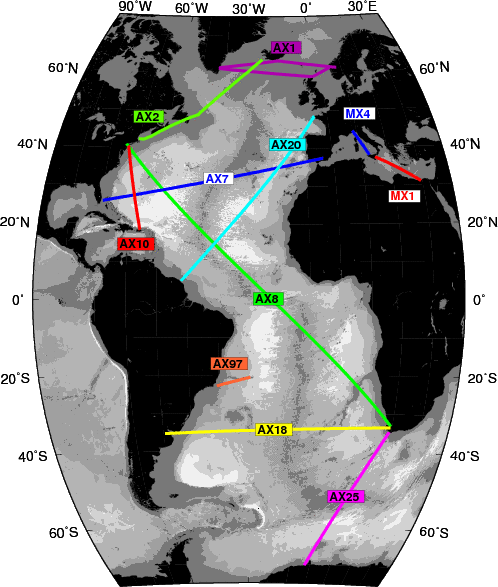 90˚W 60˚W 30˚W 0˚ 30˚E
AX1
60˚N 60˚N
AX2 MX4
40˚N AX20 40˚N
AX7
MX1
20˚N 20˚N
AX10
0˚ AX8 0˚
AX97
20˚S 20˚S
AX18
40˚S 40˚S
AX25
60˚S 60˚S